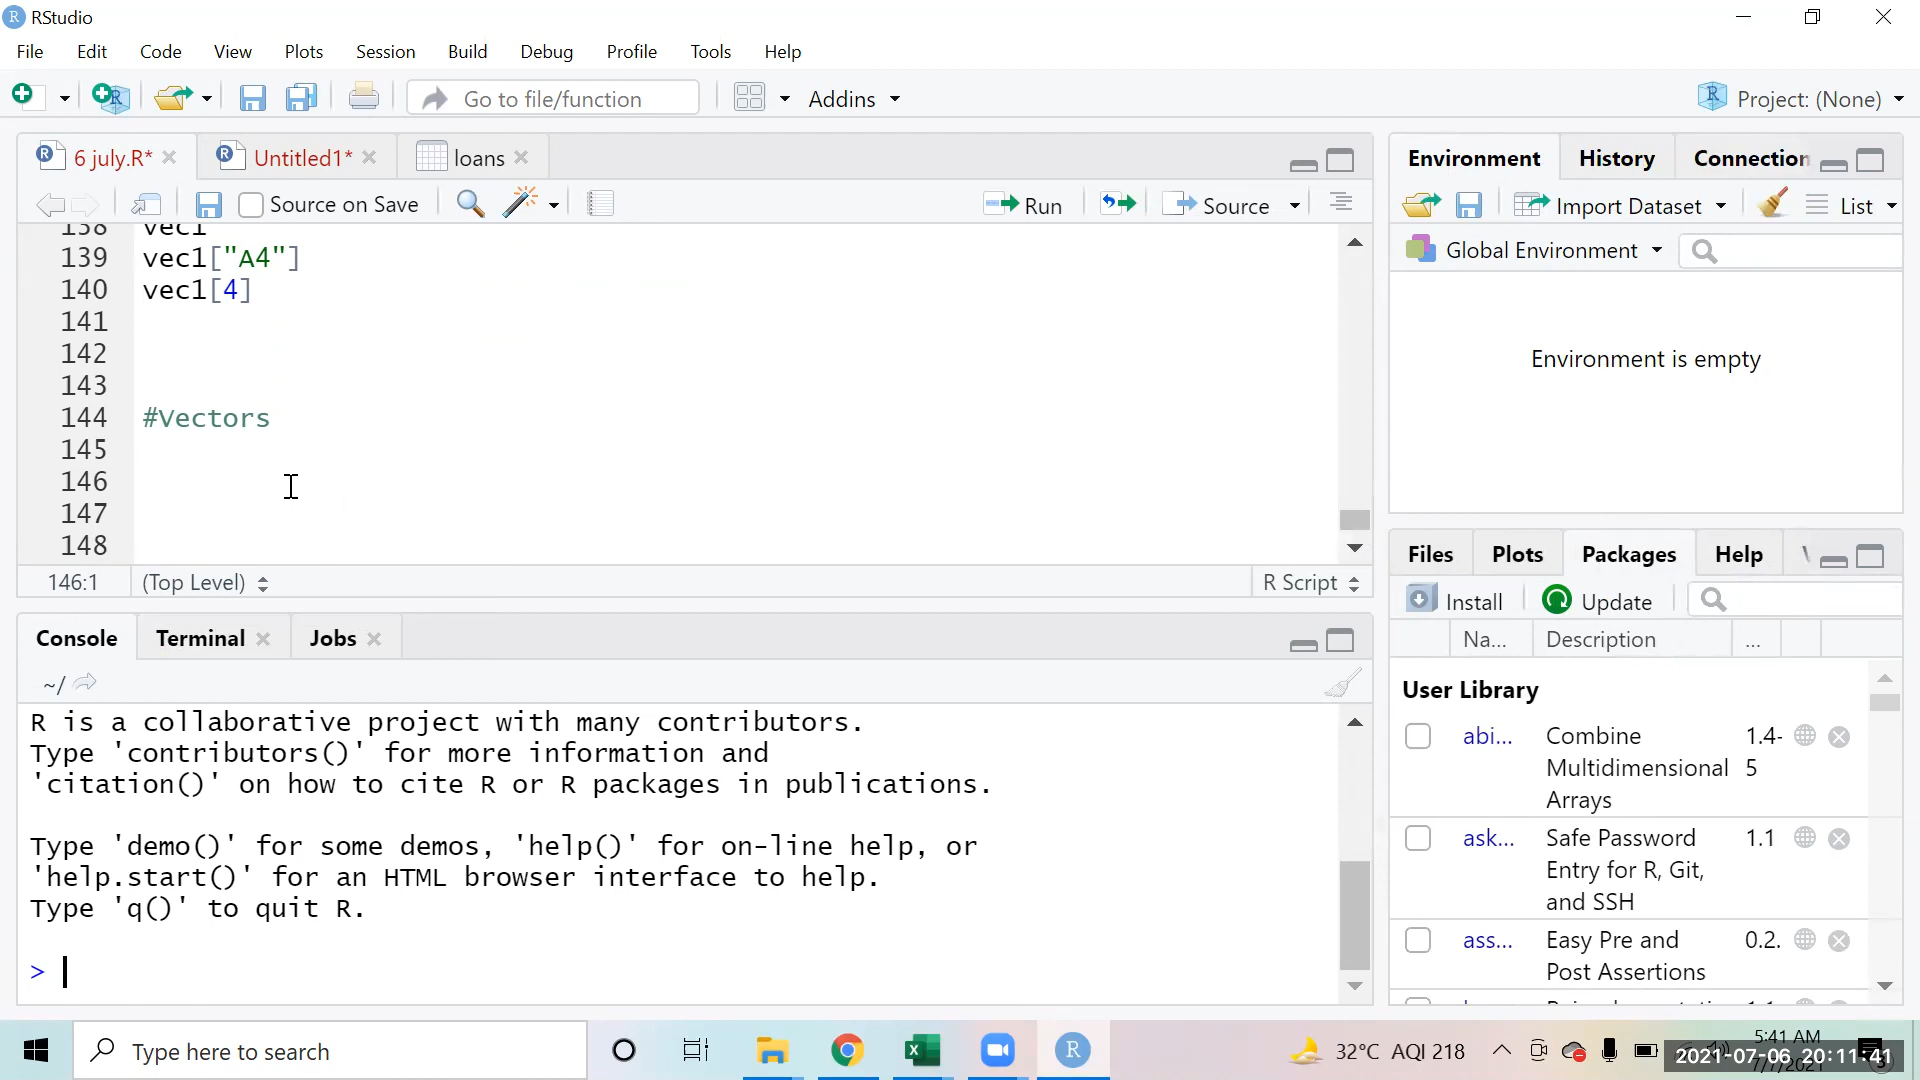 RStudio
File Edit Code View Plots Session Build Debug Profile Tools Help
Go to file/function Addins Project: (None)
6 july.R* Untitled1* loans
Source on Save Run Source
138 vec1
139 vec1["A4"]
140 vec1[4]
141
142
143
144 #Vectors
145
146
147
148
146:1 (Top Level) R Script
Console Terminal Jobs
~/
R is a collaborative project with many contributors.
Type 'contributors()' for more information and
'citation()' on how to cite R or R packages in publications.
Type 'demo()' for some demos, 'help()' for on-line help, or
'help.start()' for an HTML browser interface to help.
Type 'q()' to quit R.
>
Environment History Connection
Import Dataset List
Global Environment
Environment is empty
Files Plots Packages Help
Install Update
Na... Description ...
User Library
abi... Combine 1.4-
Multidimensional 5
Arrays
ask... Safe Password 1.1
Entry for R, Git,
and SSH
ass... Easy Pre and 0.2.
Post Assertions
Type here to search
32°C AQI 218
5:41 AM
2021-07-06 20:11:41